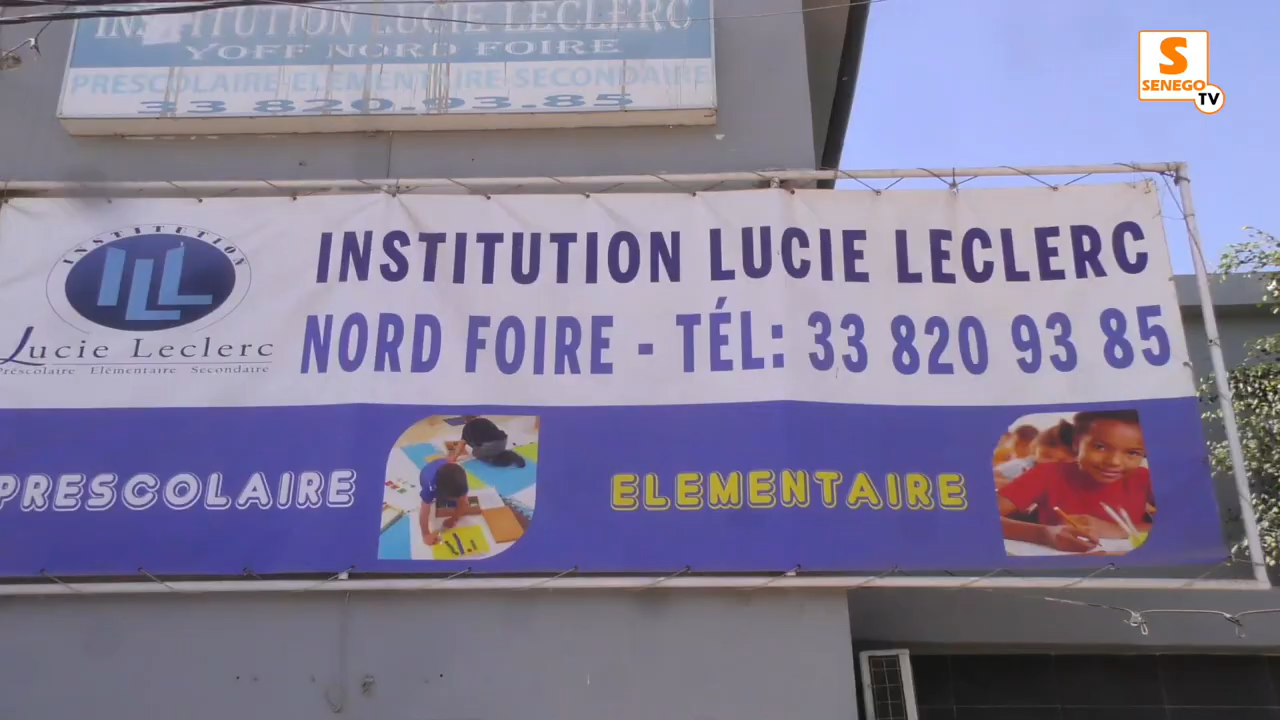 INSTITUTION LUCIE LECLERC
YOFF NORD FOIRE
PRESCOLAIRE-ELEMENTAIRE-SECONDAIRE
33 820.93.85
S
SENEGO
TV
INSTITUTION
ILL
Lucie Leclerc
Préscolaire Elémentaire Secondaire
INSTITUTION LUCIE LECLERC
NORD FOIRE - TÉL: 33 820 93 85
PRESCOLAIRE
ELEMENTAIRE